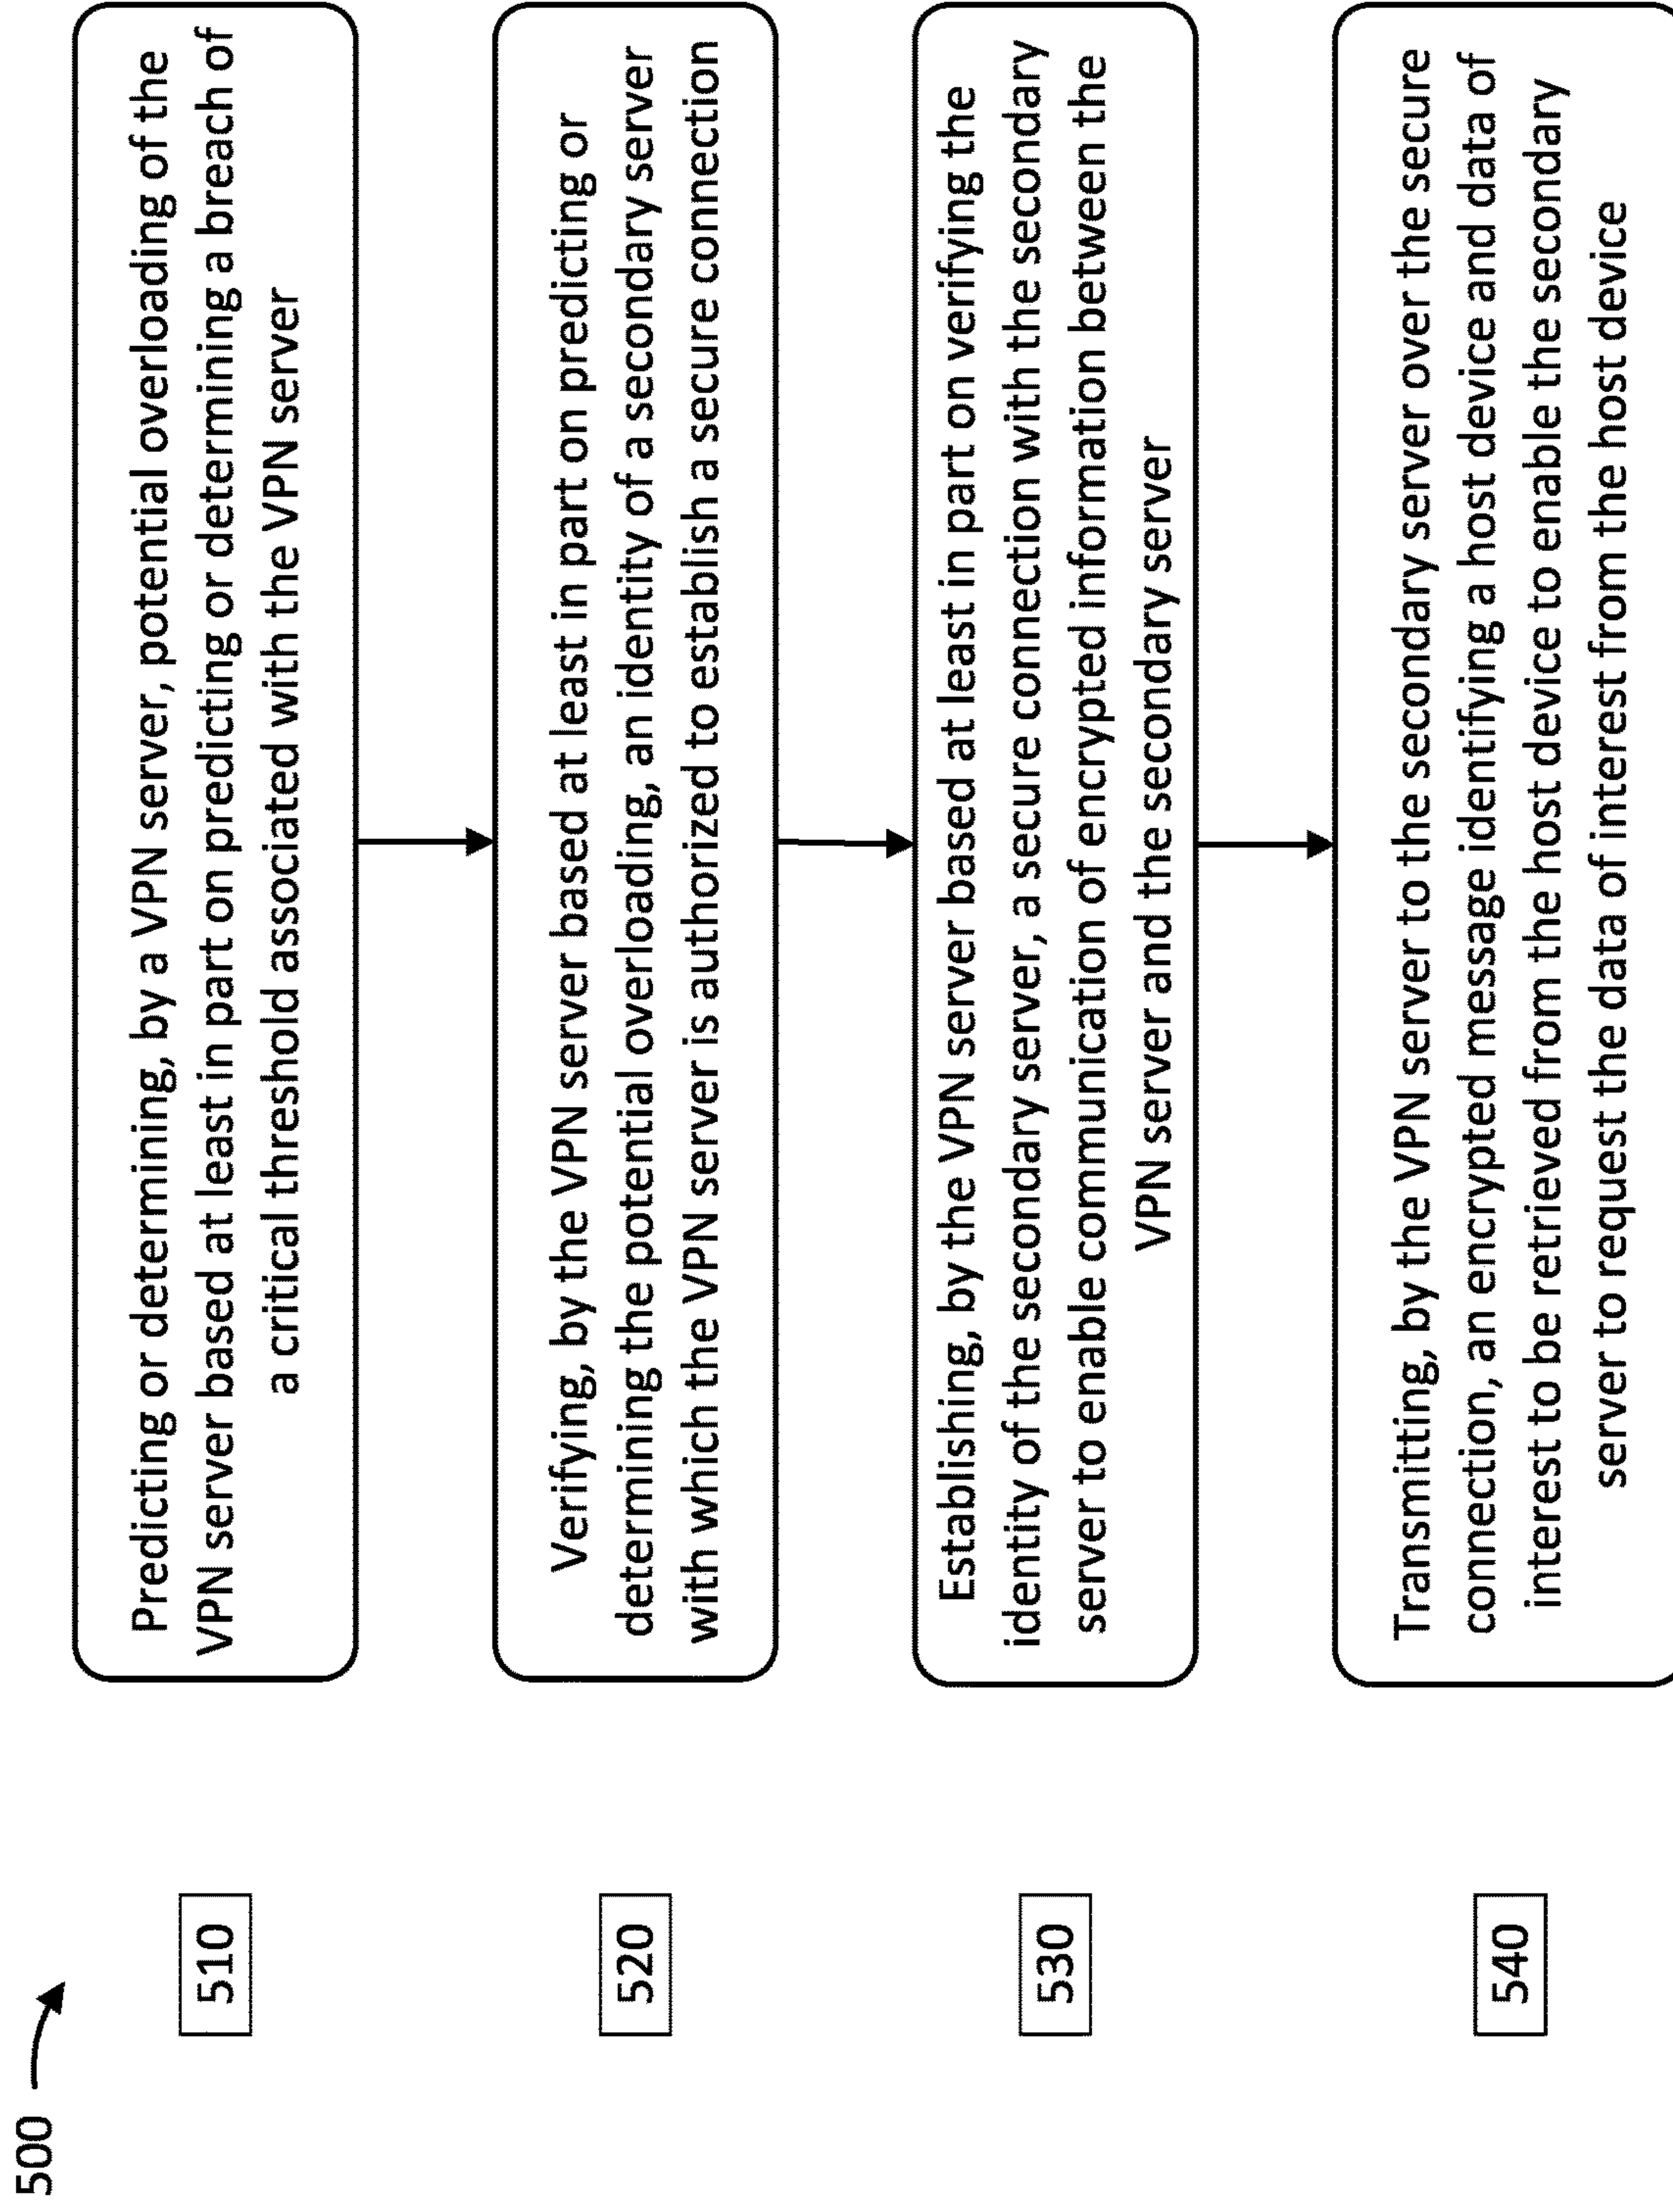 500
510
Predicting or determining, by a VPN server, potential overloading of the
VPN server based at least in part on predicting or determining a breach of
a critical threshold associated with the VPN server
520
Verifying, by the VPN server based at least in part on predicting or
determining the potential overloading, an identity of a secondary server
with which the VPN server is authorized to establish a secure connection
530
Establishing, by the VPN server based at least in part on verifying the
identity of the secondary server, a secure connection with the secondary
server to enable communication of encrypted information between the
VPN server and the secondary server
540
Transmitting, by the VPN server to the secondary server over the secure
connection, an encrypted message identifying a host device and data of
interest to be retrieved from the host device to enable the secondary
server to request the data of interest from the host device